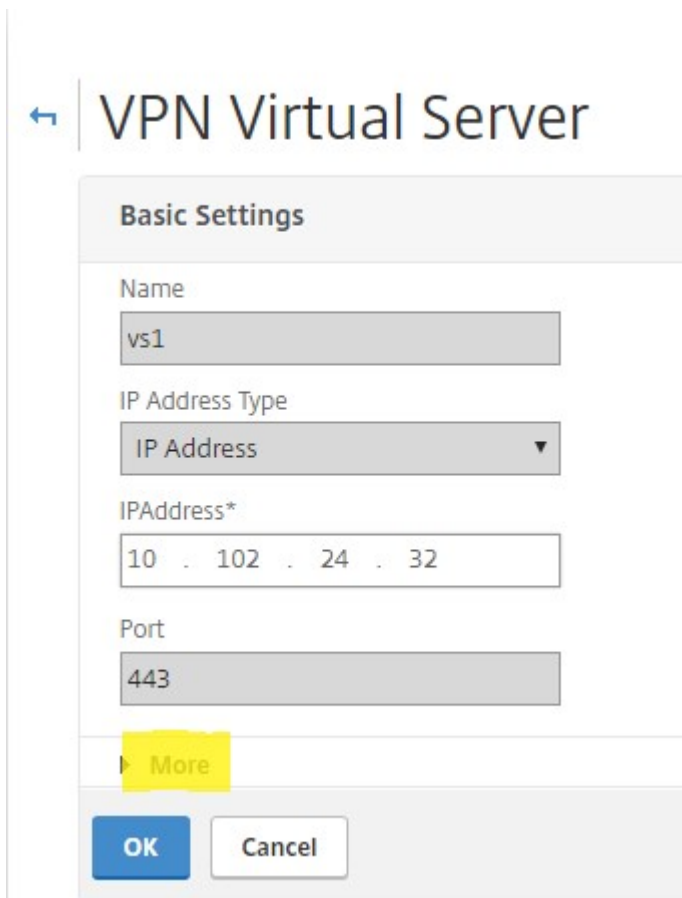 VPN Virtual Server
Basic Settings
Name
vs1
IP Address Type
IP Address
IPAddress*
10 . 102 . 24 . 32
Port
443
More
OK Cancel